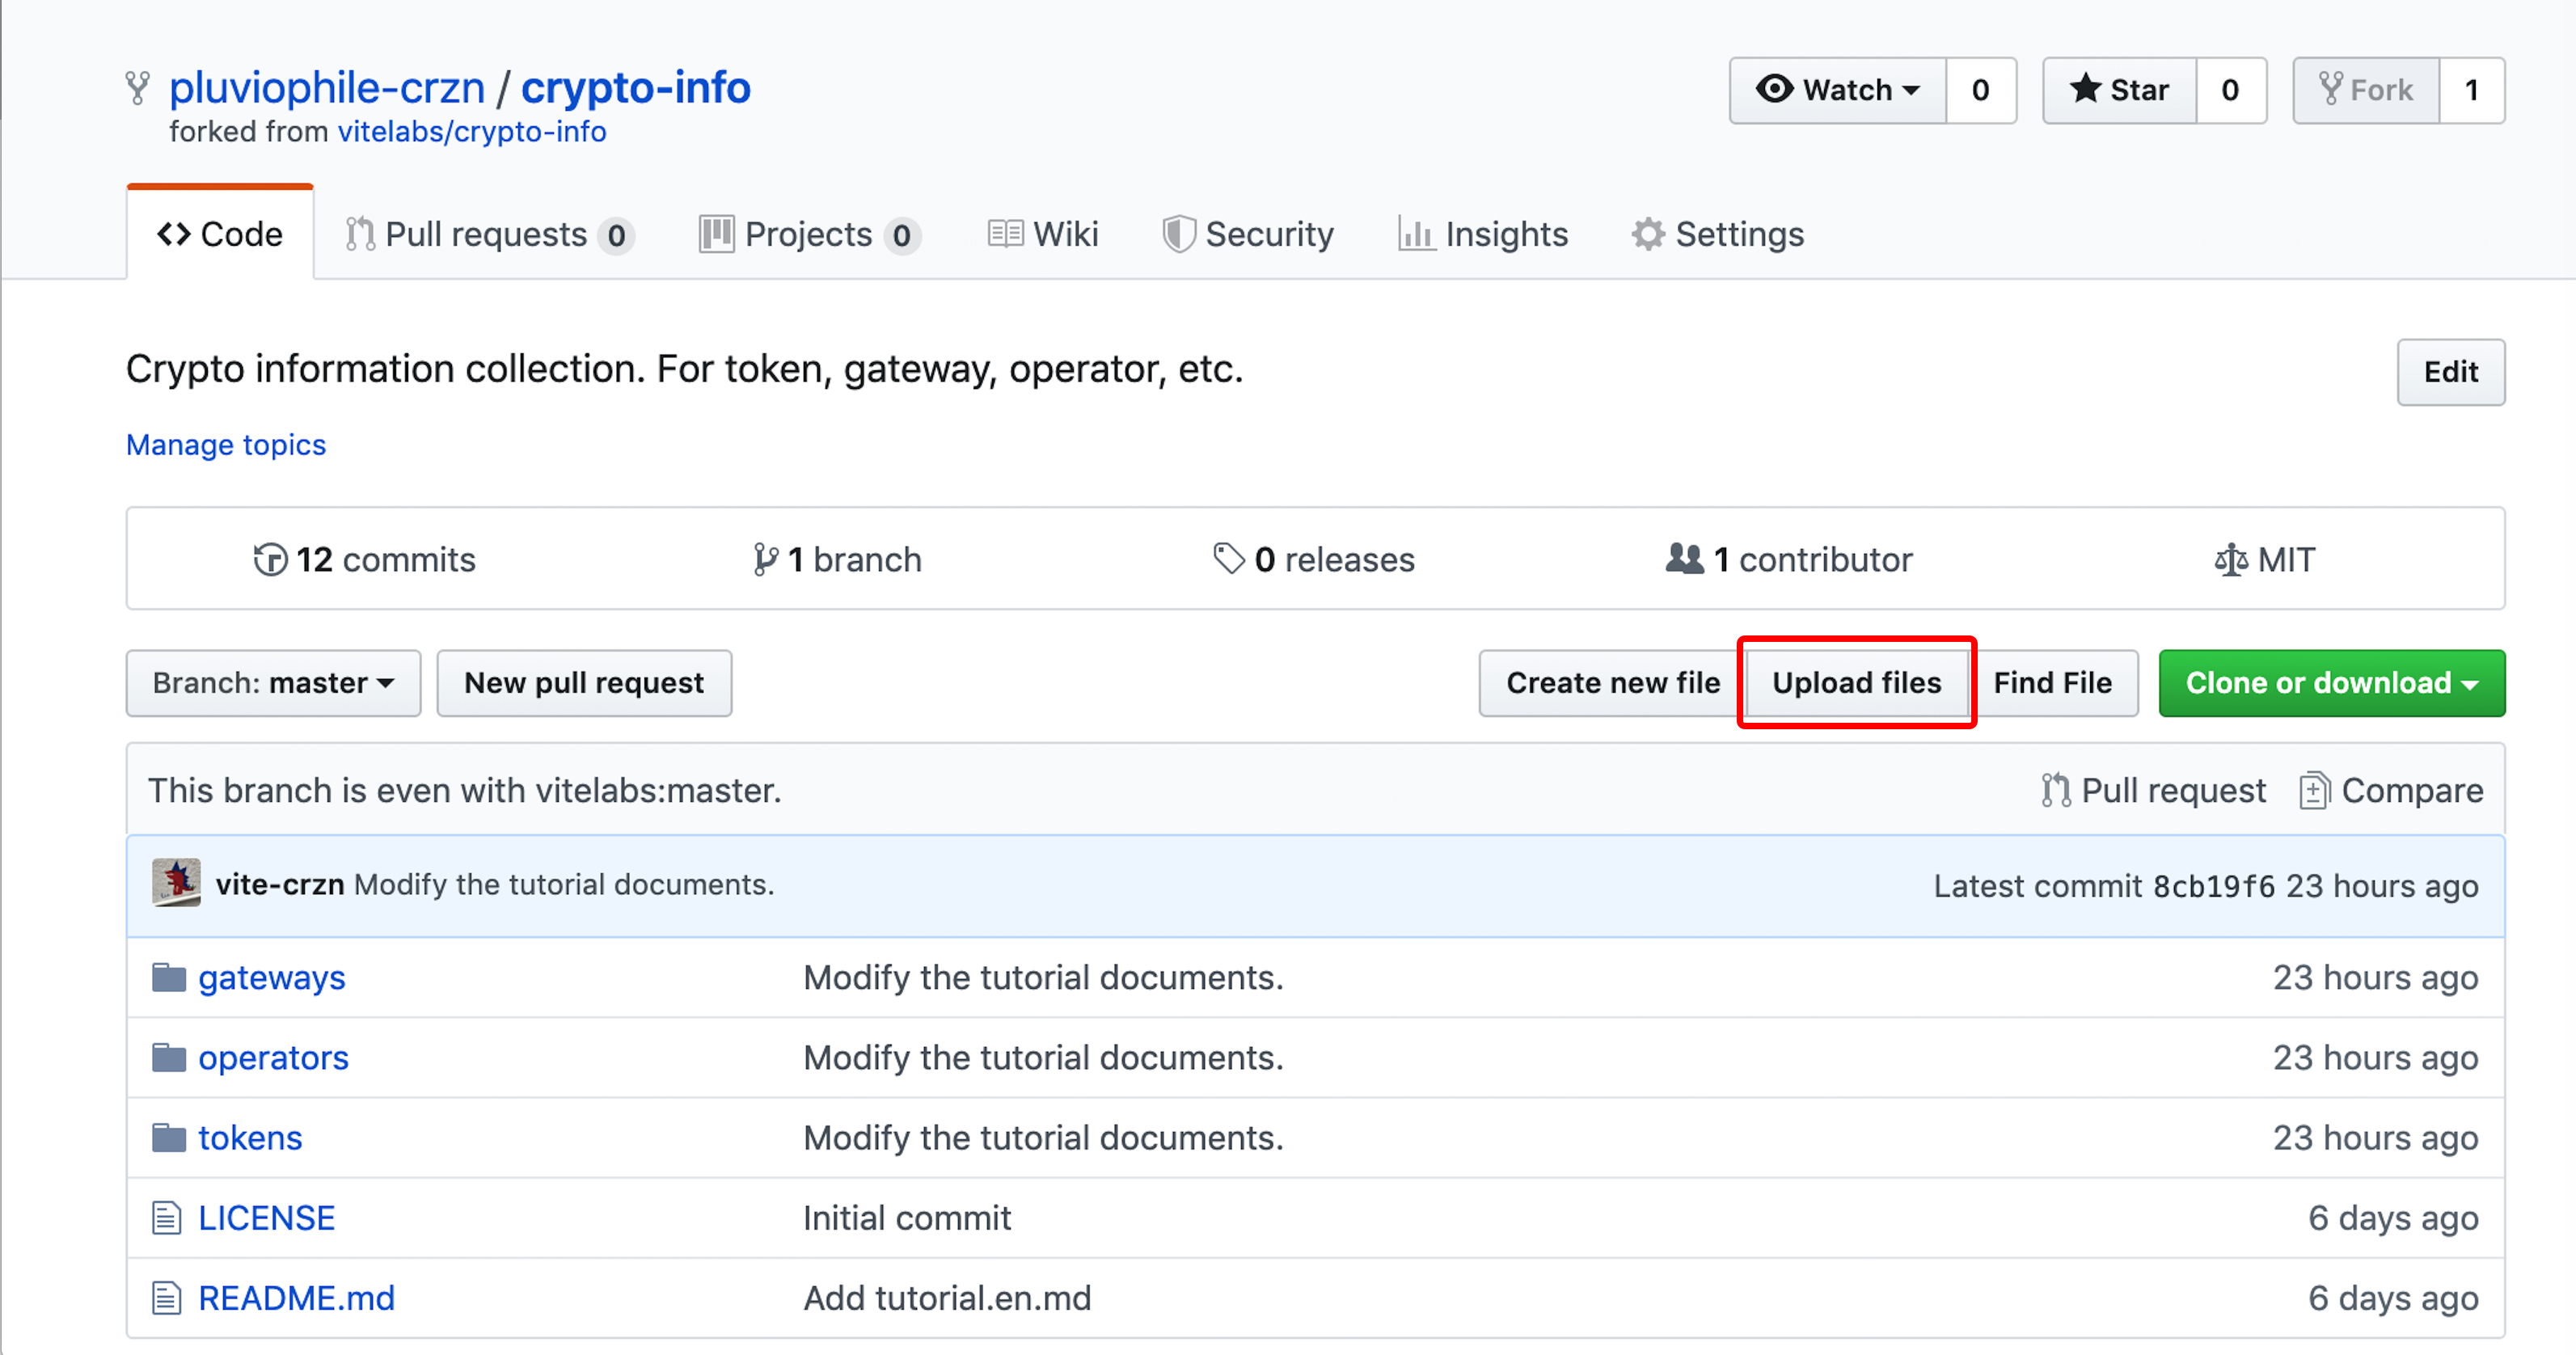 pluviophile-crzn / crypto-info
Watch 0 Star 0 Fork 1
forked from vitelabs/crypto-info
Code Pull requests 0 Projects 0 Wiki Security Insights Settings
Crypto information collection. For token, gateway, operator, etc.
Edit
Manage topics
12 commits 1 branch 0 releases 1 contributor MIT
Branch: master New pull request Create new file Upload files Find File Clone or download
This branch is even with vitelabs:master. Pull request Compare
vite-crzn Modify the tutorial documents. Latest commit 8cb19f6 23 hours ago
gateways Modify the tutorial documents. 23 hours ago
operators Modify the tutorial documents. 23 hours ago
tokens Modify the tutorial documents. 23 hours ago
LICENSE Initial commit 6 days ago
README.md Add tutorial.en.md 6 days ago